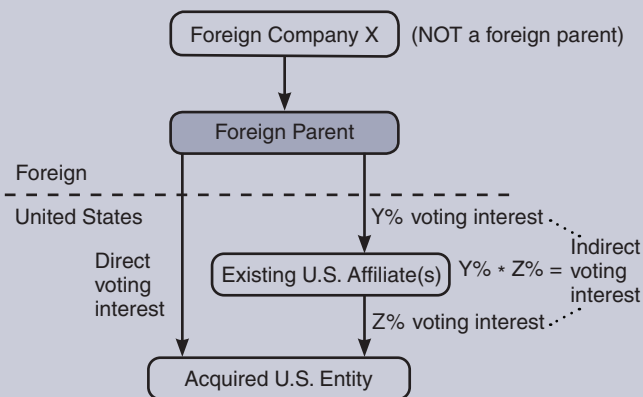 Foreign Company X (NOT a foreign parent)
Foreign Parent
Foreign
United States
Y% voting interest
Direct
voting
interest
Existing U.S. Affiliate(s)
Y% * Z% =
Indirect
voting
interest
Z% voting interest
Acquired U.S. Entity